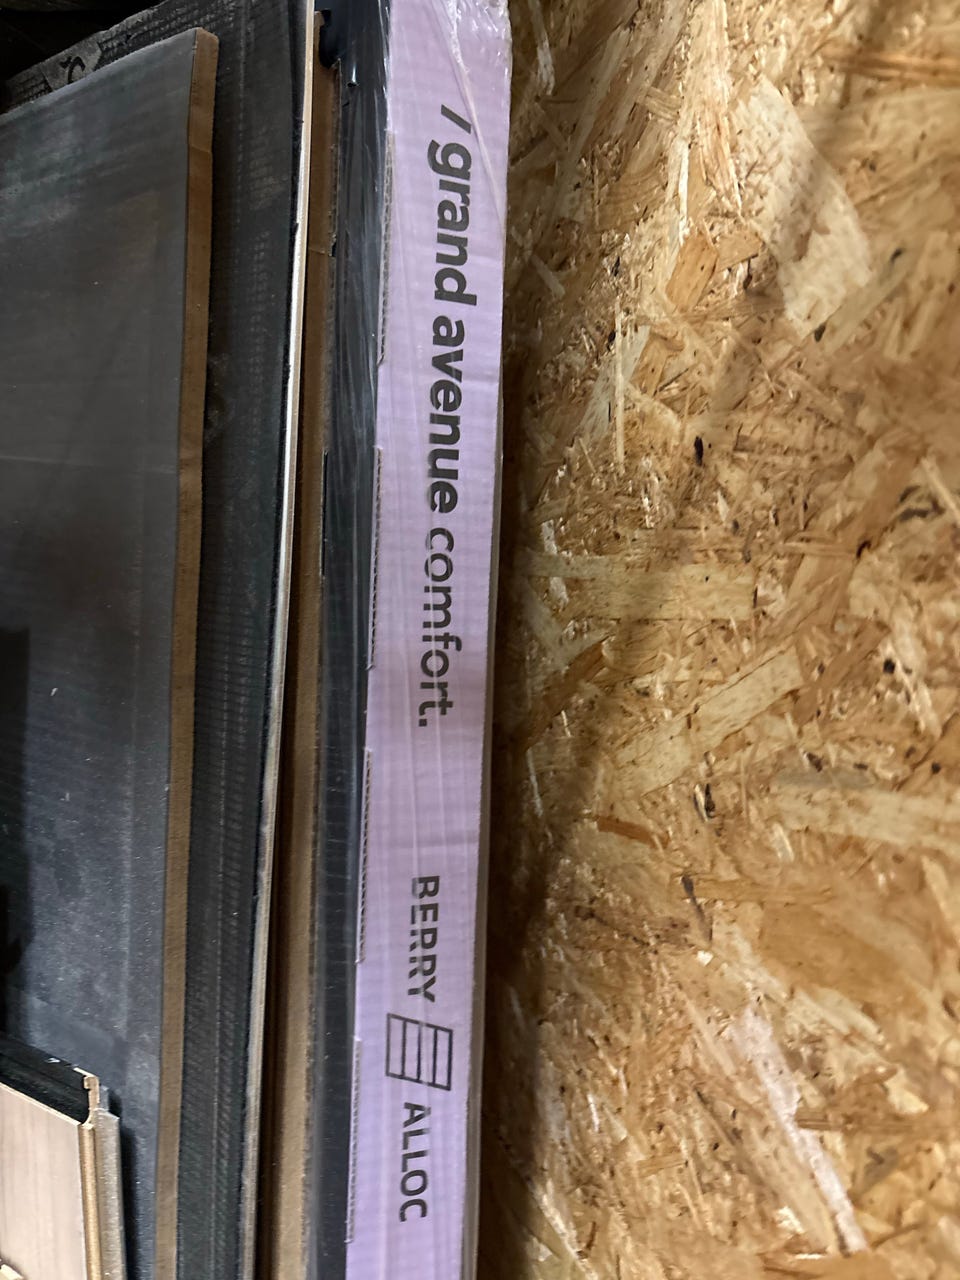 / grand avenue comfort.
BERRY ALLOC